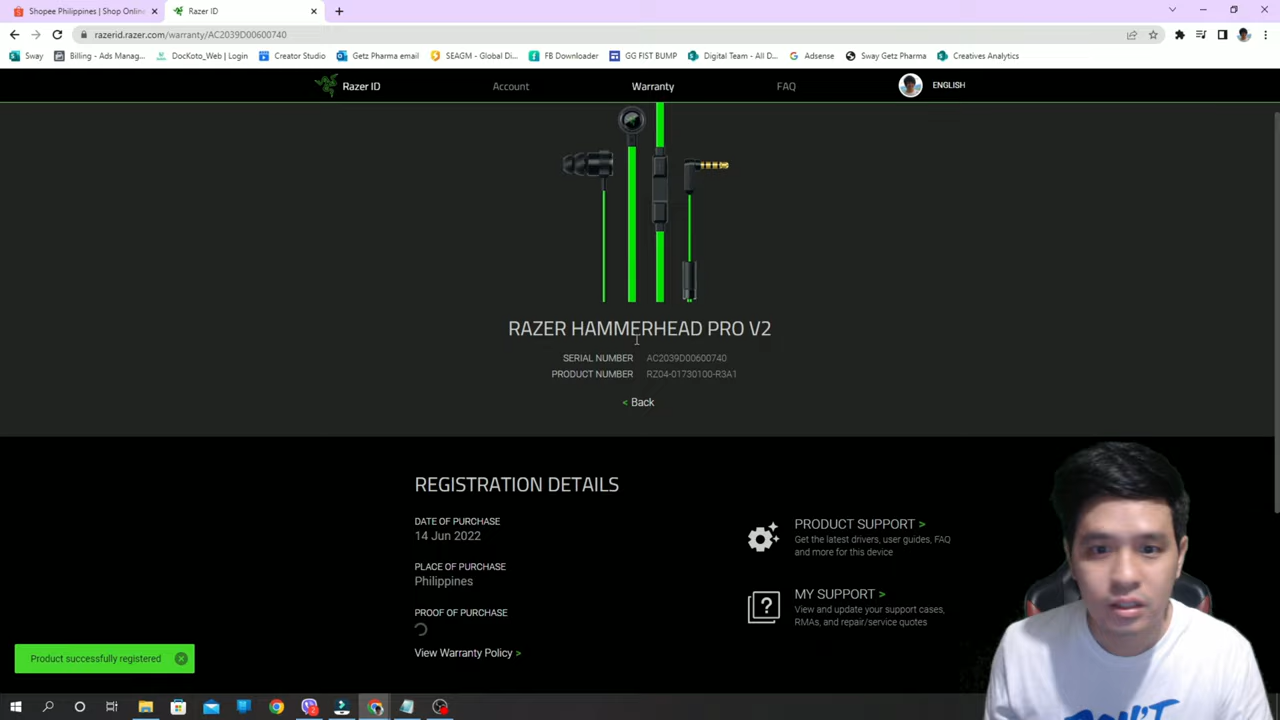 Shopee Philippines | Shop Onlin
Razer ID
razerid.razer.com/warranty/AC2039D00600740
Sway
Billing - Ads Manag...
DocKoto_Web | Login
Creator Studio
Getz Pharma email
SEAGM - Global Di...
FB Downloader
GG FIST BUMP
Digital Team - All D...
Adsense
Sway Getz Pharma
Creatives Analytics
Razer ID
Account
Warranty
FAQ
ENGLISH
RAZER HAMMERHEAD PRO V2
SERIAL NUMBER AC2039D00600740
PRODUCT NUMBER RZ04-01730100-R3A1
< Back
REGISTRATION DETAILS
DATE OF PURCHASE
14 Jun 2022
PLACE OF PURCHASE
Philippines
PROOF OF PURCHASE
View Warranty Policy >
PRODUCT SUPPORT >
Get the latest drivers, user guides, FAQ
and more for this device
MY SUPPORT >
View and update your support cases,
RMAs, and repair/service quotes
Product successfully registered
DON'T